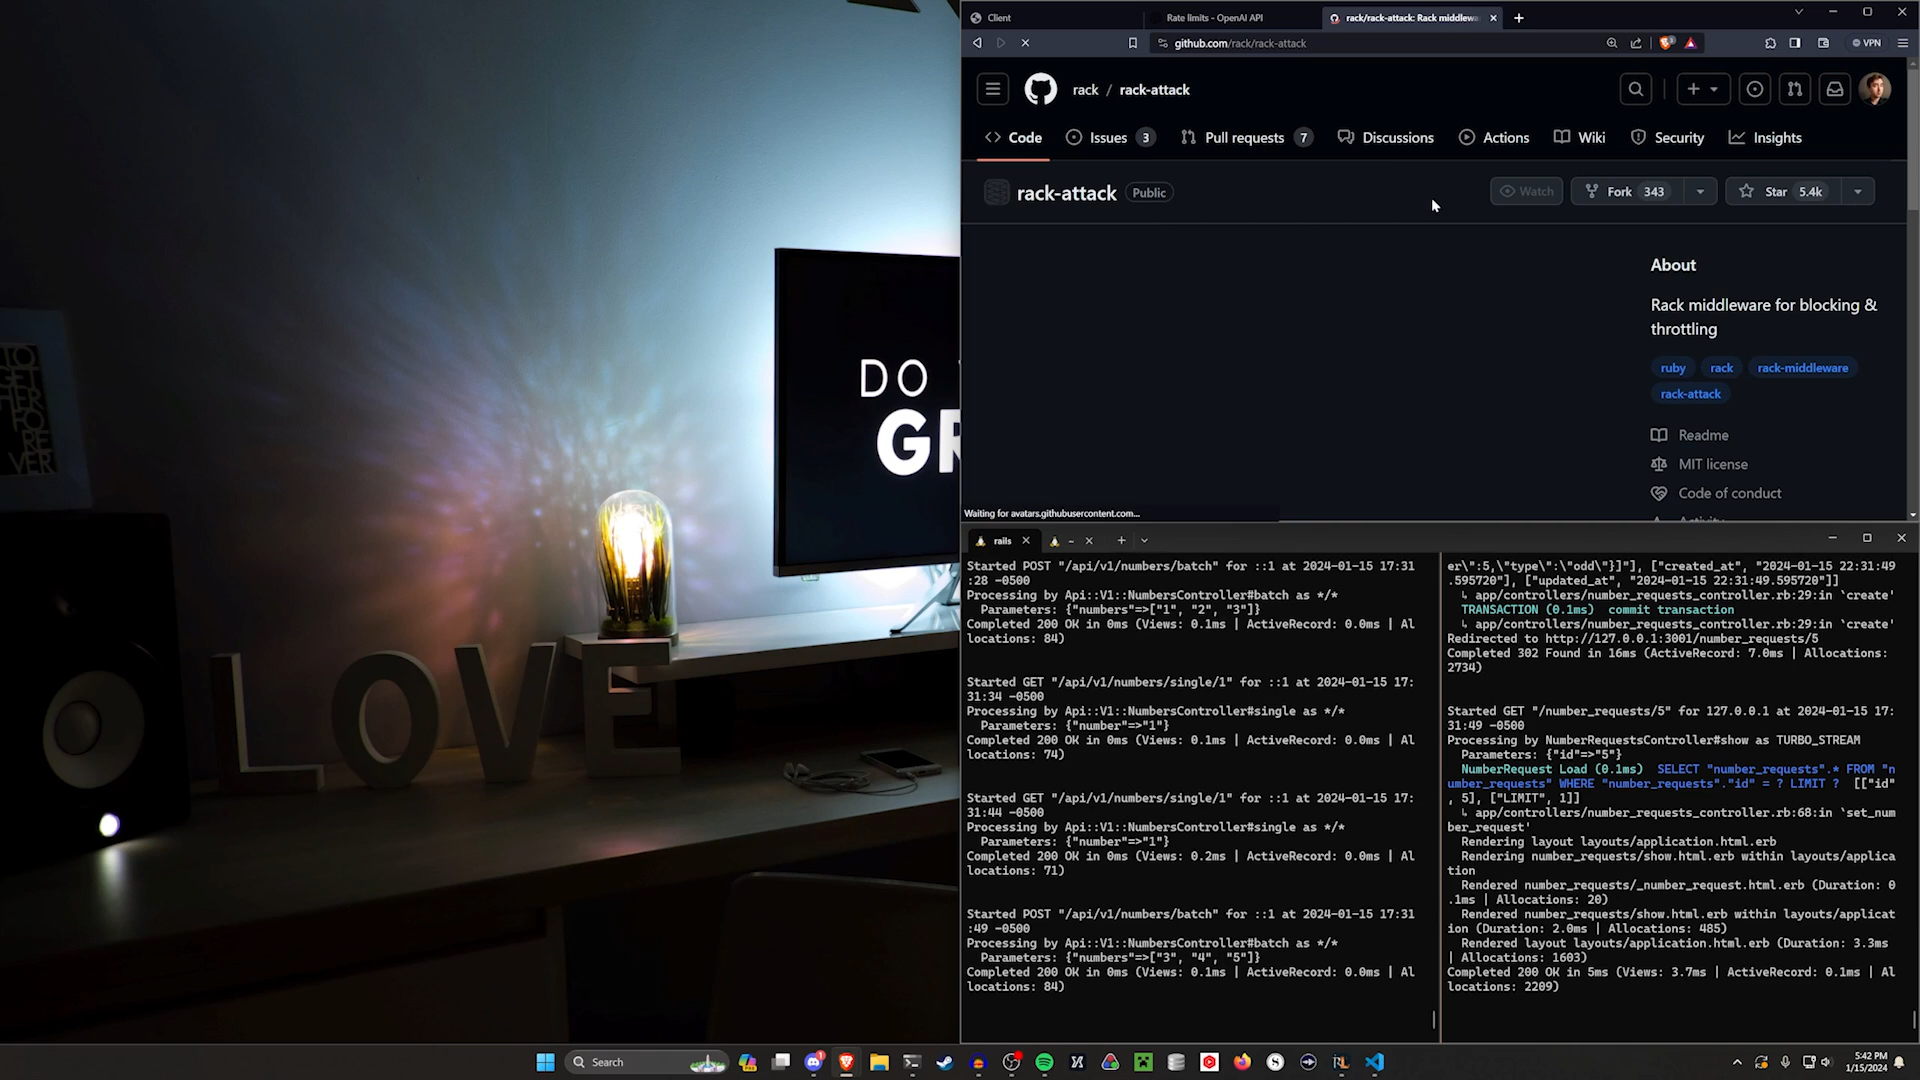 TO
GET
HER
FO
RE
VER
DO
GR
LOVE
Client
Rate limits - OpenAI API
rack/rack-attack: Rack middlewa
github.com/rack/rack-attack
VPN
rack / rack-attack
Code
Issues 3
Pull requests 7
Discussions
Actions
Wiki
Security
Insights
rack-attack Public
Watch
Fork 343
Star 5.4k
About
Rack middleware for blocking &
throttling
ruby rack rack-middleware
rack-attack
Readme
MIT license
Code of conduct
Activity
Waiting for avatars.githubusercontent.com...
rails
~
Started POST "/api/v1/numbers/batch" for ::1 at 2024-01-15 17:31
:28 -0500
Processing by Api::V1::NumbersController#batch as */*
Parameters: {"numbers"=>["1", "2", "3"]}
Completed 200 OK in 0ms (Views: 0.1ms | ActiveRecord: 0.0ms | Al
locations: 84)
Started GET "/api/v1/numbers/single/1" for ::1 at 2024-01-15 17:
31:34 -0500
Processing by Api::V1::NumbersController#single as */*
Parameters: {"number"=>"1"}
Completed 200 OK in 0ms (Views: 0.1ms | ActiveRecord: 0.0ms | Al
locations: 74)
Started GET "/api/v1/numbers/single/1" for ::1 at 2024-01-15 17:
31:44 -0500
Processing by Api::V1::NumbersController#single as */*
Parameters: {"number"=>"1"}
Completed 200 OK in 0ms (Views: 0.2ms | ActiveRecord: 0.0ms | Al
locations: 71)
Started POST "/api/v1/numbers/batch" for ::1 at 2024-01-15 17:31
:49 -0500
Processing by Api::V1::NumbersController#batch as */*
Parameters: {"numbers"=>["3", "4", "5"]}
Completed 200 OK in 0ms (Views: 0.1ms | ActiveRecord: 0.0ms | Al
locations: 84)
er\":5,\"type\":\"odd\"}]"], ["created_at", "2024-01-15 22:31:49
.595720"], ["updated_at", "2024-01-15 22:31:49.595720"]]
↳ app/controllers/number_requests_controller.rb:29:in `create'
TRANSACTION (0.1ms) commit transaction
↳ app/controllers/number_requests_controller.rb:29:in `create'
Redirected to http://127.0.0.1:3001/number_requests/5
Completed 302 Found in 16ms (ActiveRecord: 7.0ms | Allocations:
2734)
Started GET "/number_requests/5" for 127.0.0.1 at 2024-01-15 17:
31:49 -0500
Processing by NumberRequestsController#show as TURBO_STREAM
Parameters: {"id"=>"5"}
NumberRequest Load (0.1ms) SELECT "number_requests".* FROM "n
umber_requests" WHERE "number_requests"."id" = ? LIMIT ? [["id"
, 5], ["LIMIT", 1]]
↳ app/controllers/number_requests_controller.rb:68:in `set_num
ber_request'
Rendering layout layouts/application.html.erb
Rendering number_requests/show.html.erb within layouts/applica
tion
Rendered number_requests/_number_request.html.erb (Duration: 0
.1ms | Allocations: 20)
Rendered number_requests/show.html.erb within layouts/applicat
ion (Duration: 2.0ms | Allocations: 485)
Rendered layout layouts/application.html.erb (Duration: 3.3ms
| Allocations: 1603)
Completed 200 OK in 5ms (Views: 3.7ms | ActiveRecord: 0.1ms | Al
locations: 2209)
Search
5:42 PM
1/15/2024